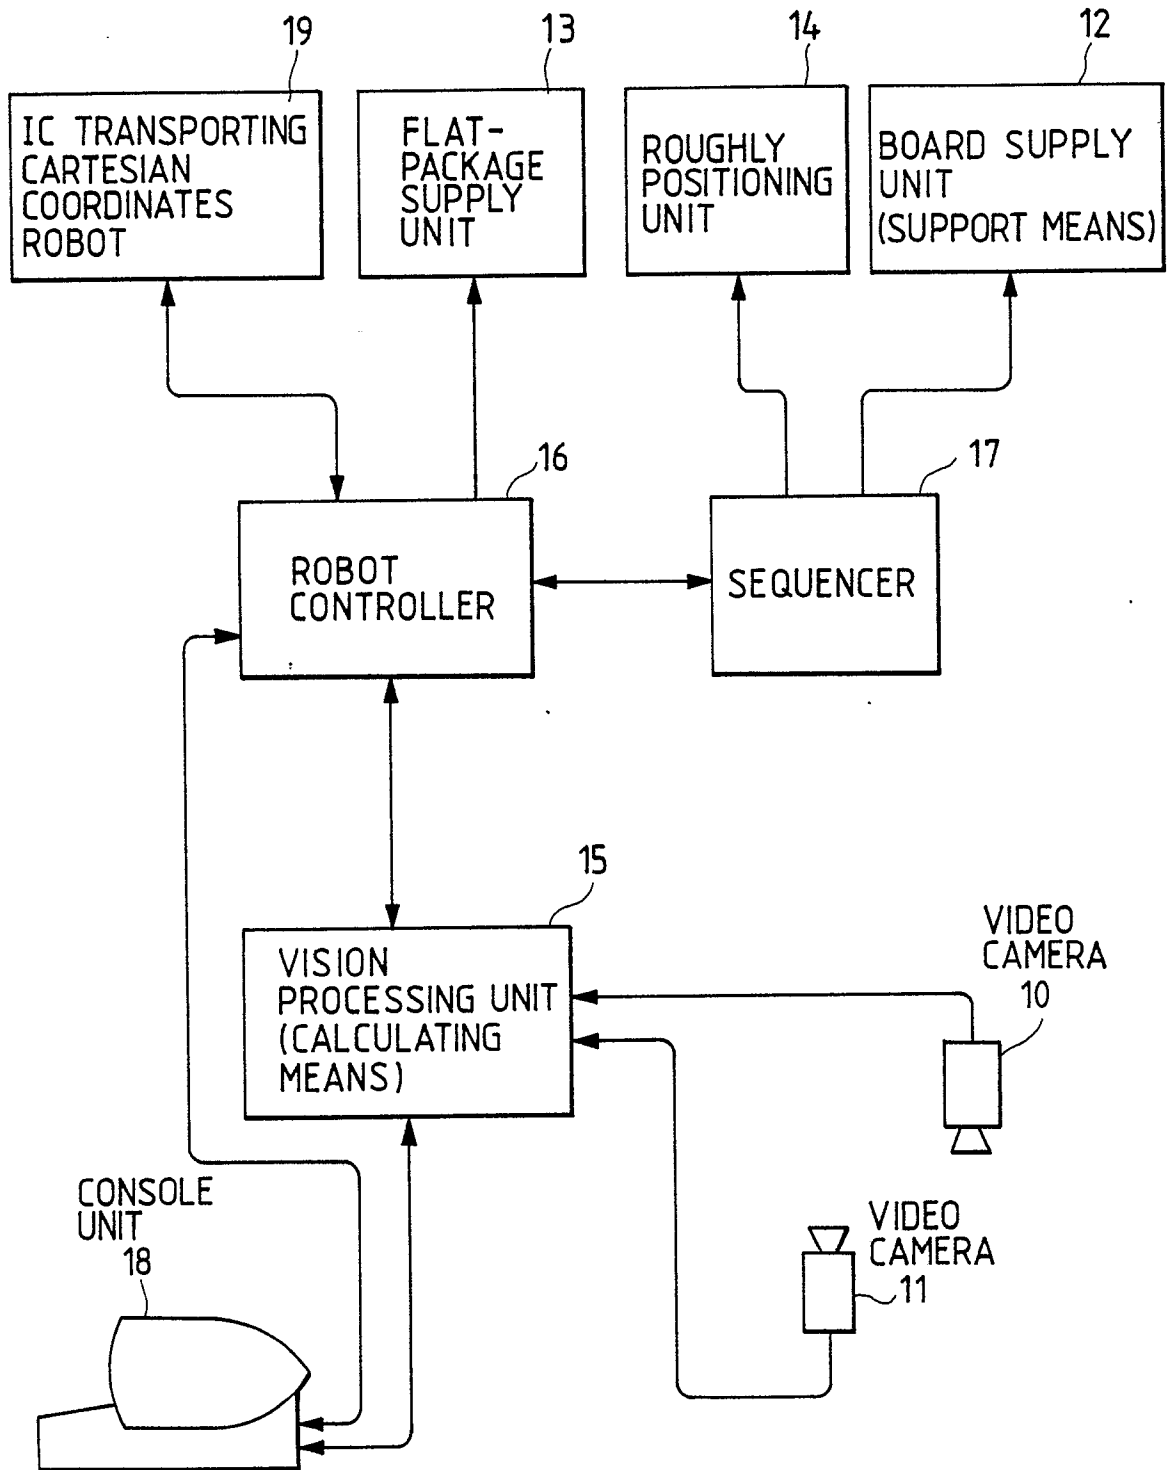 19
13
14
12
IC TRANSPORTING
CARTESIAN
COORDINATES
ROBOT
FLAT-
PACKAGE
SUPPLY
UNIT
ROUGHLY
POSITIONING
UNIT
BOARD SUPPLY
UNIT
(SUPPORT MEANS)
16
17
ROBOT
CONTROLLER
SEQUENCER
15
VISION
PROCESSING UNIT
(CALCULATING
MEANS)
VIDEO
CAMERA
10
CONSOLE
UNIT
18
VIDEO
CAMERA
11